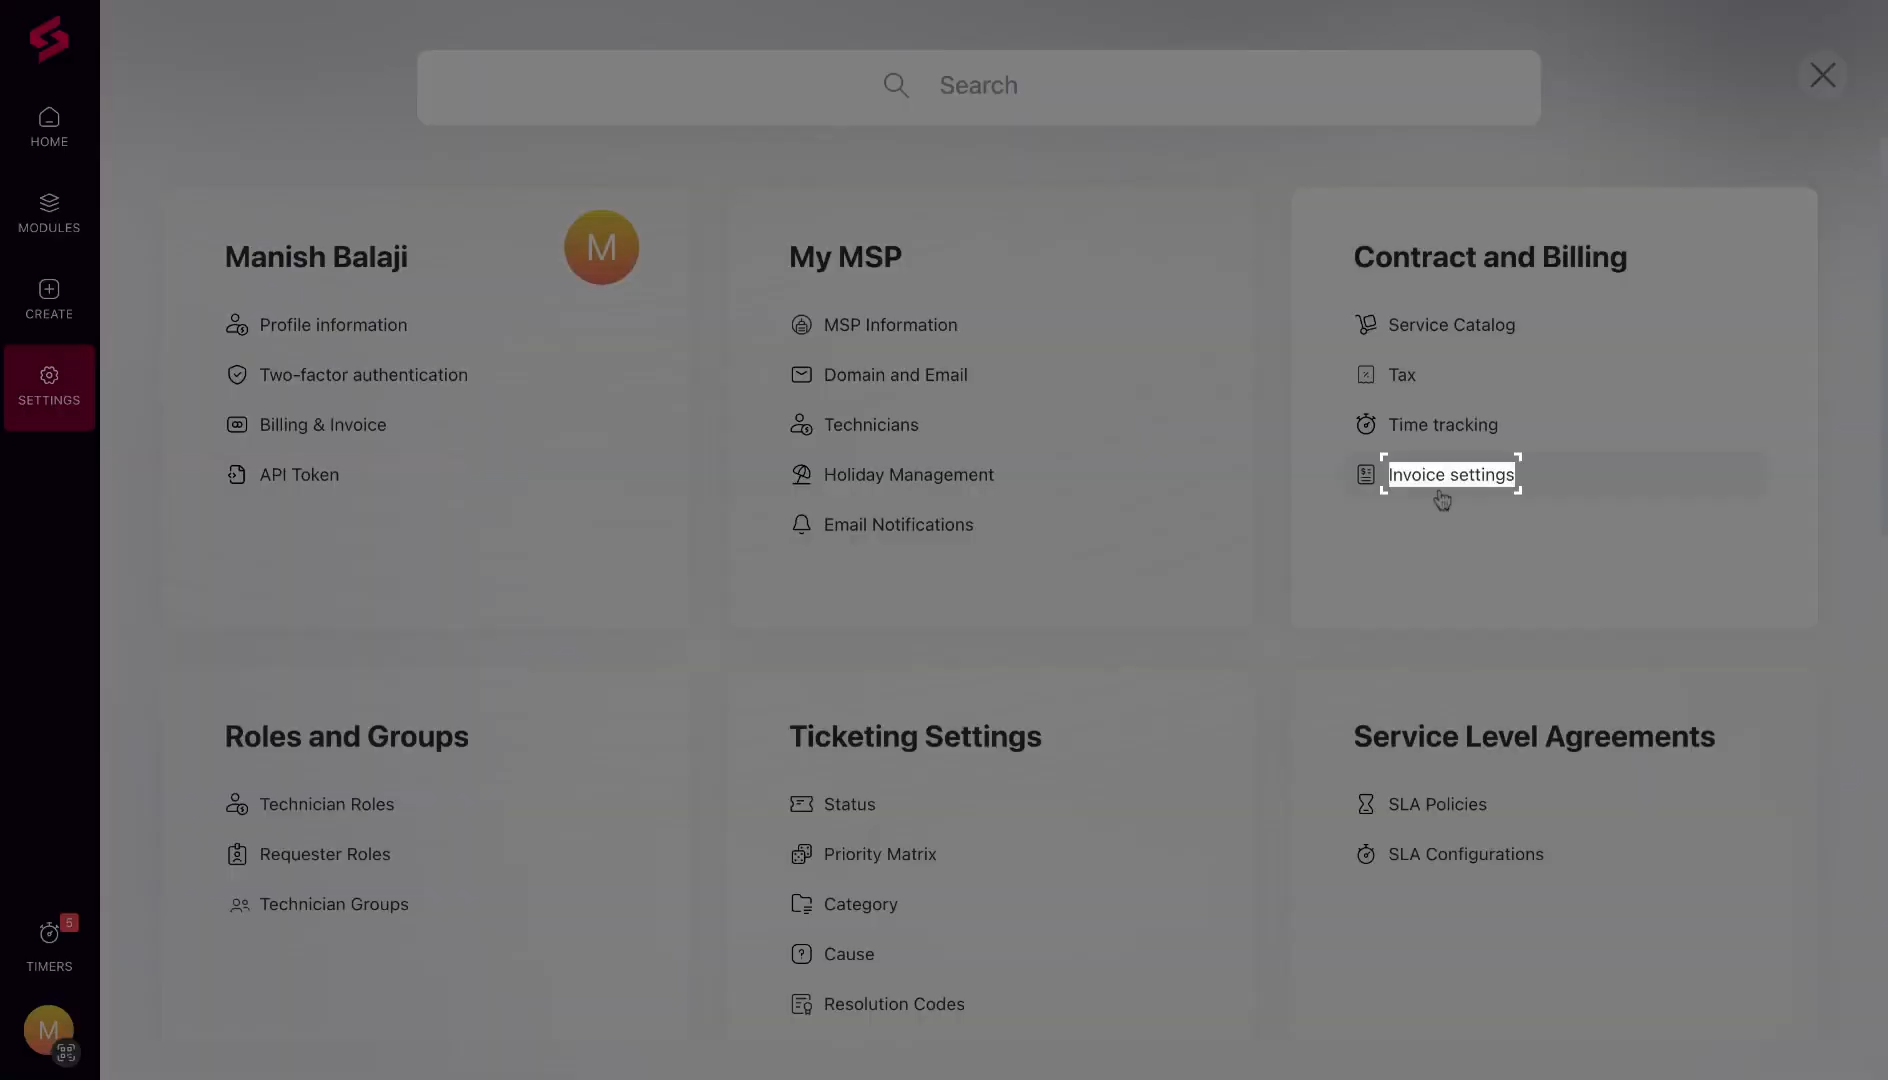 HOME
MODULES
CREATE
SETTINGS
5
TIMERS
M
Search
Manish Balaji
M
Profile information
Two-factor authentication
Billing & Invoice
API Token
My MSP
MSP Information
Domain and Email
Technicians
Holiday Management
Email Notifications
Contract and Billing
Service Catalog
Tax
Time tracking
Invoice settings
Roles and Groups
Technician Roles
Requester Roles
Technician Groups
Ticketing Settings
Status
Priority Matrix
Category
Cause
Resolution Codes
Service Level Agreements
SLA Policies
SLA Configurations